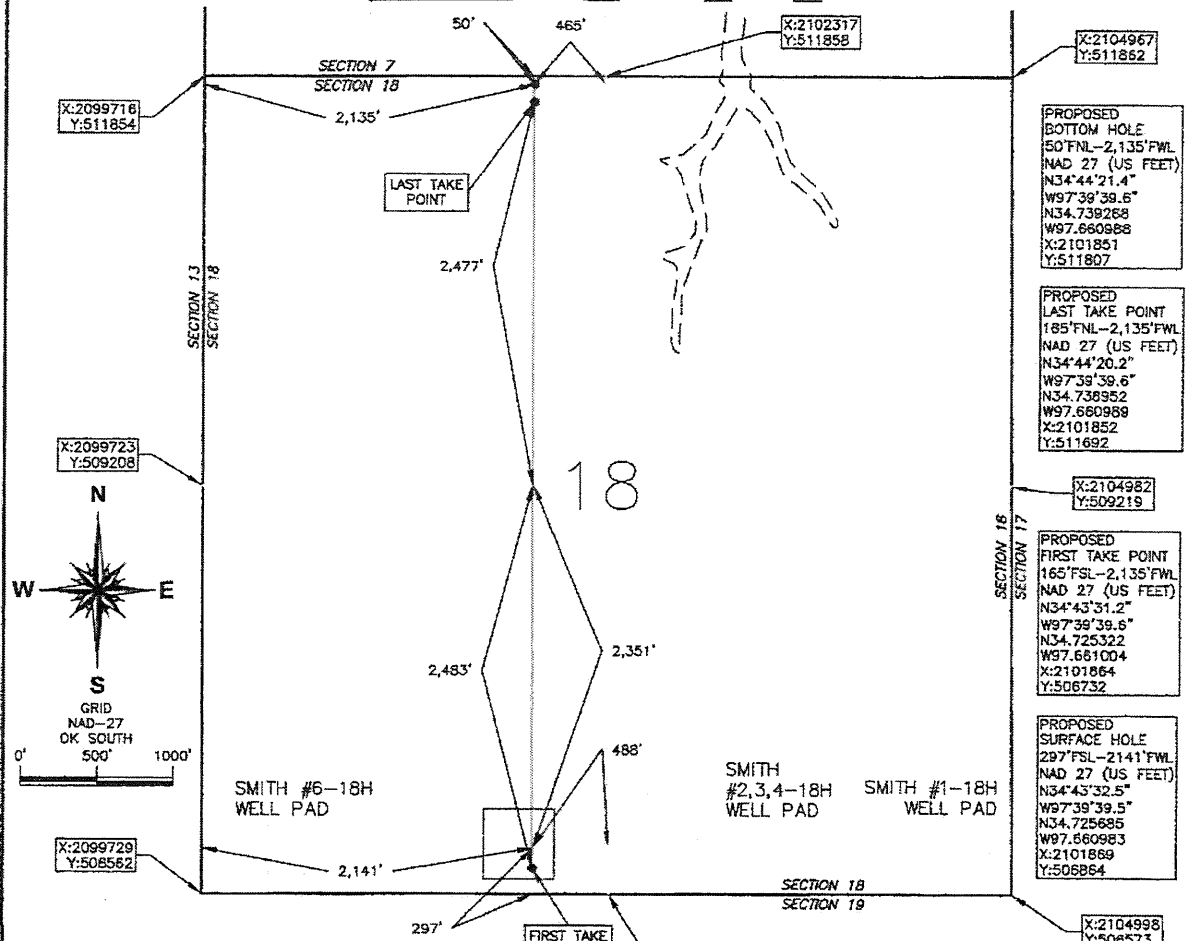 50'
465'
X:2102317
Y:511858
X:2104967
Y:511862
SECTION 7
SECTION 18
X:2099716
Y:511854
2,135'
LAST TAKE
POINT
PROPOSED
BOTTOM HOLE
50'FNL-2,135'FWL
NAD 27 (US FEET)
N34°44'21.4"
W97°39'39.6"
N34.739268
W97.660988
X:2101851
Y:511807
2,477'
SECTION 13
SECTION 18
PROPOSED
LAST TAKE POINT
165'FNL-2,135'FWL
NAD 27 (US FEET)
N34°44'20.2"
W97°39'39.6"
N34.738952
W97.660989
X:2101852
Y:511692
X:2099723
Y:509208
18
X:2104982
Y:509219
N
W
E
S
GRID
NAD-27
OK SOUTH
0'
500'
1000'
SECTION 18
SECTION 17
PROPOSED
FIRST TAKE POINT
165'FSL-2,135'FWL
NAD 27 (US FEET)
N34°43'31.2"
W97°39'39.6"
N34.725322
W97.661004
X:2101864
Y:506732
2,483'
2,351'
488'
SMITH #6-18H
WELL PAD
SMITH
#2,3,4-18H
WELL PAD
SMITH #1-18H
WELL PAD
PROPOSED
SURFACE HOLE
297'FSL-2141'FWL
NAD 27 (US FEET)
N34°43'32.5"
W97°39'39.5"
N34.725685
W97.660983
X:2101869
Y:506864
X:2099729
Y:506562
2,141'
SECTION 18
SECTION 19
297'
FIRST TAKE
X:2104998
Y:506573